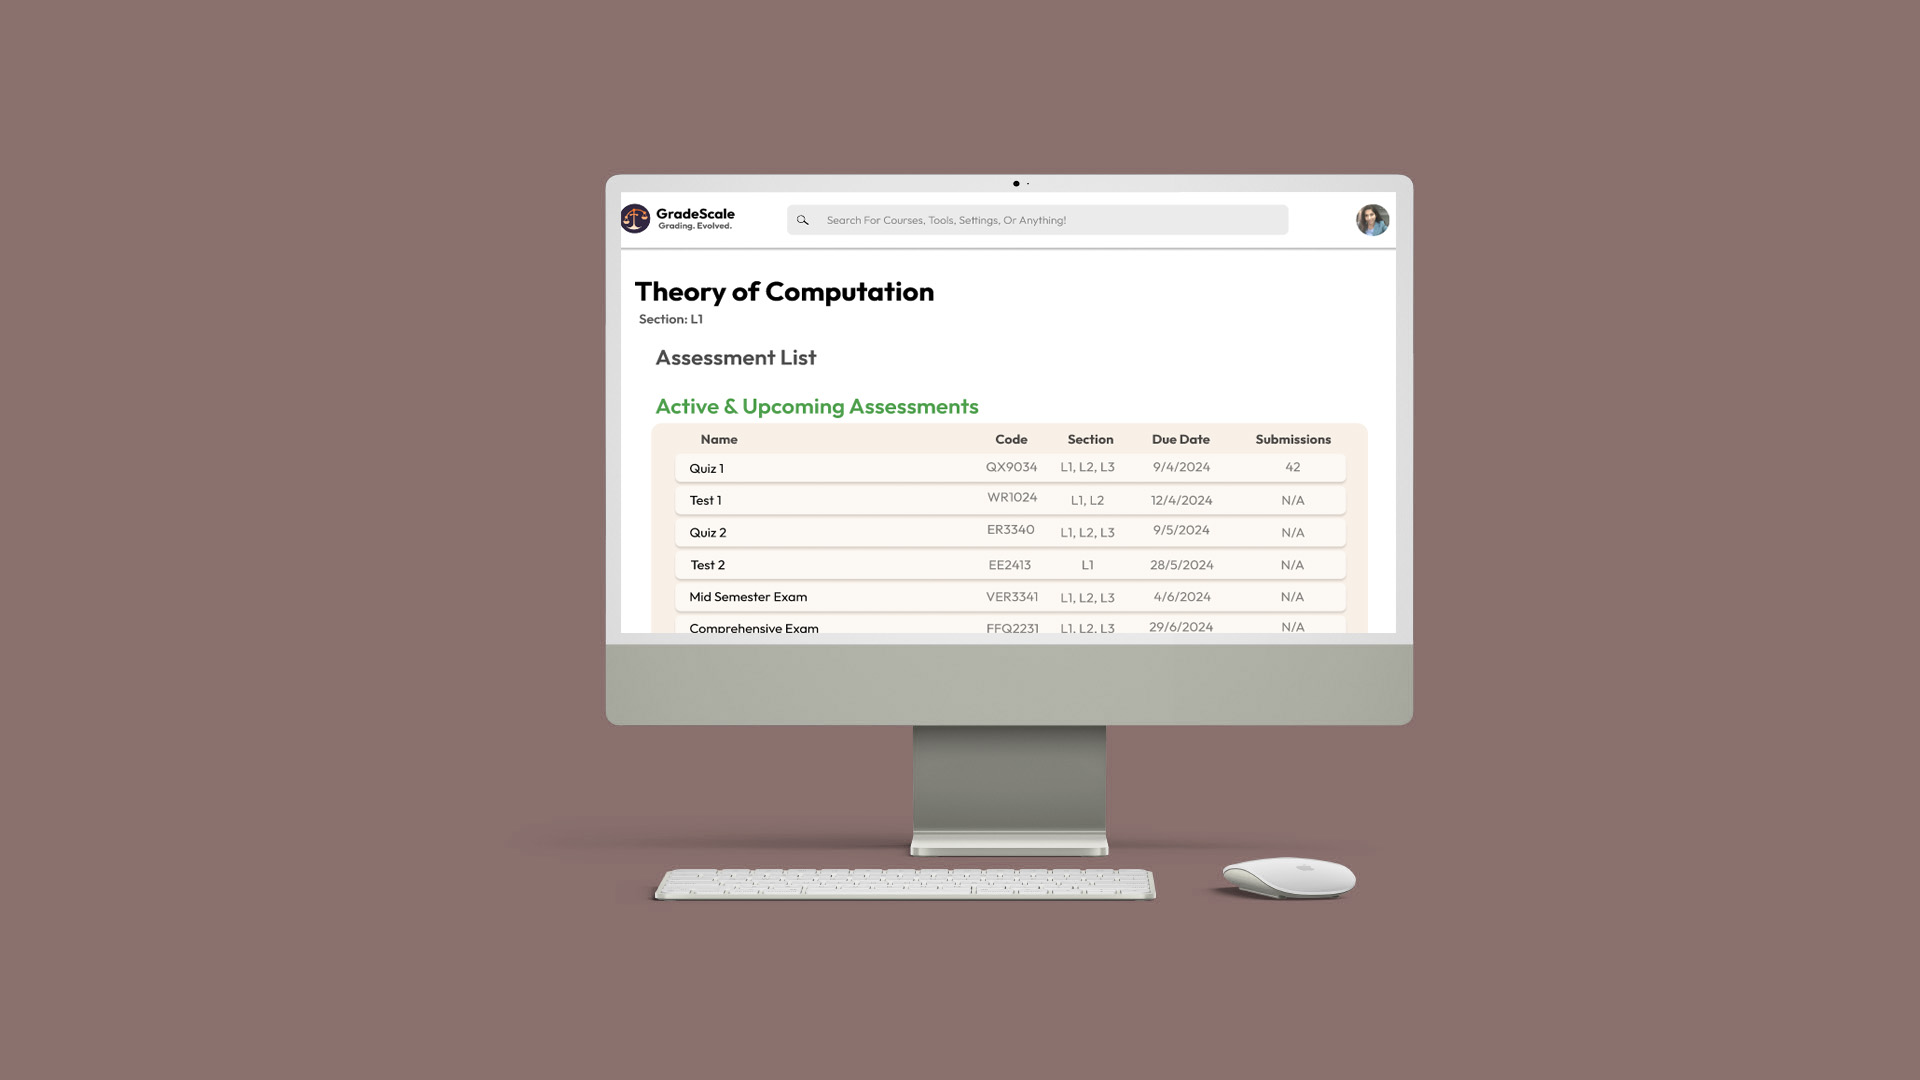 GradeScale
Grading. Evolved.
Search For Courses, Tools, Settings, Or Anything!
Theory of Computation
Section: L1
Assessment List
Active & Upcoming Assessments
Name Code Section Due Date Submissions
Quiz 1 QX9034 L1, L2, L3 9/4/2024 42
Test 1 WR1024 L1, L2 12/4/2024 N/A
Quiz 2 ER3340 L1, L2, L3 9/5/2024 N/A
Test 2 EE2413 L1 28/5/2024 N/A
Mid Semester Exam VER3341 L1, L2, L3 4/6/2024 N/A
Comprehensive Exam FFQ2231 L1, L2, L3 29/6/2024 N/A